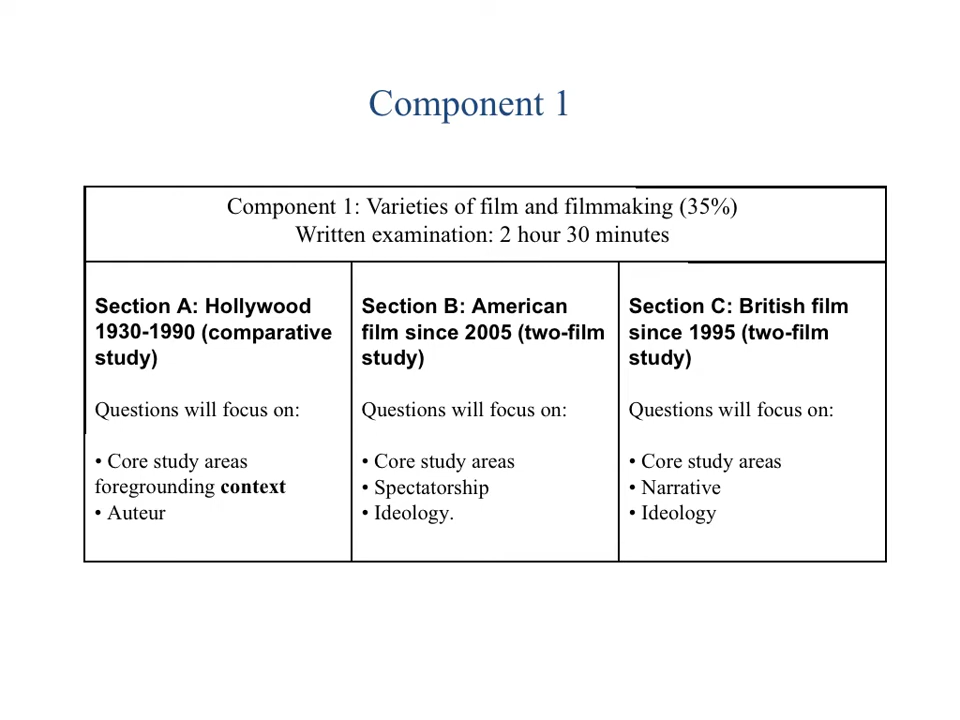 Component 1
Component 1: Varieties of film and filmmaking (35%)
Written examination: 2 hour 30 minutes
Section A: Hollywood
1930-1990 (comparative
study)
Questions will focus on:
• Core study areas
foregrounding context
• Auteur
Section B: American
film since 2005 (two-film
study)
Questions will focus on:
• Core study areas
• Spectatorship
• Ideology.
Section C: British film
since 1995 (two-film
study)
Questions will focus on:
• Core study areas
• Narrative
• Ideology